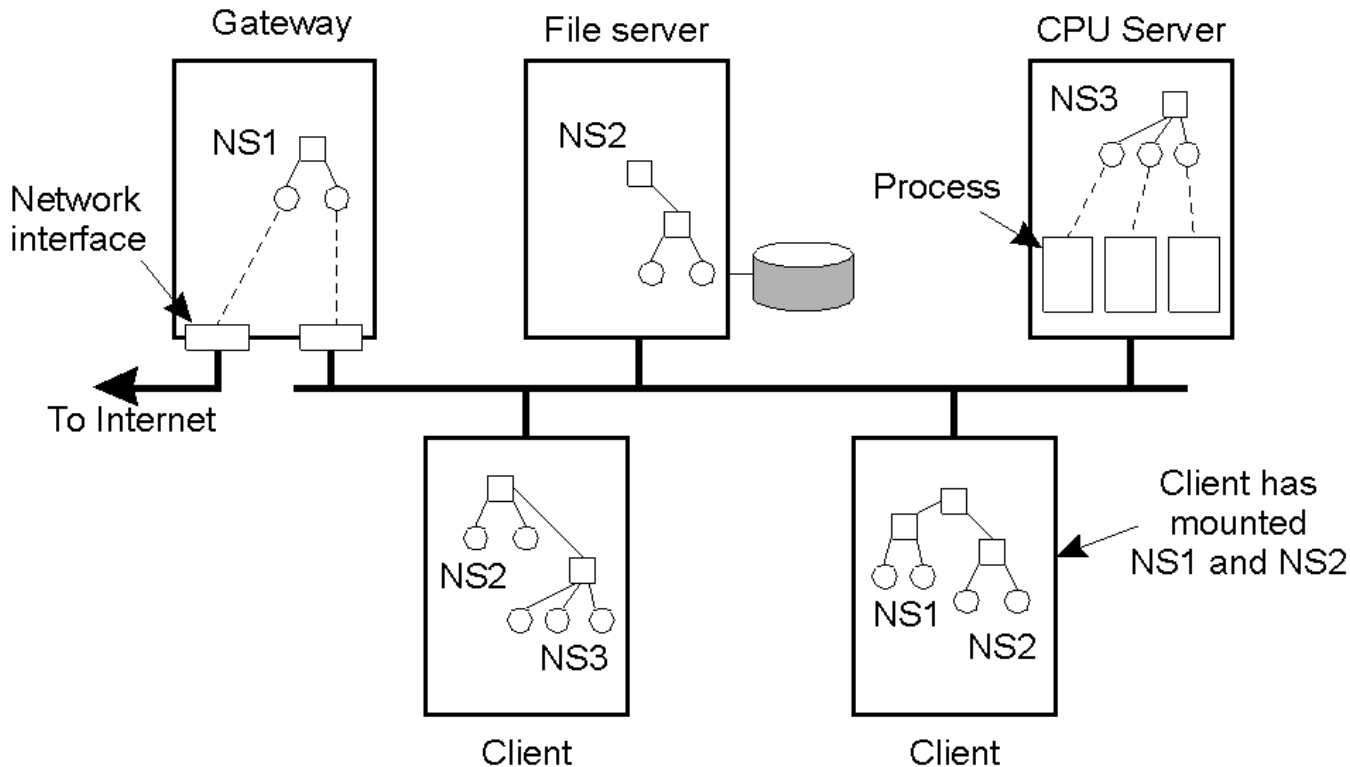 Gateway
File server
CPU Server
NS1
NS2
NS3
Network
interface
Process
To Internet
NS2
NS3
NS1
NS2
Client has
mounted
NS1 and NS2
Client
Client